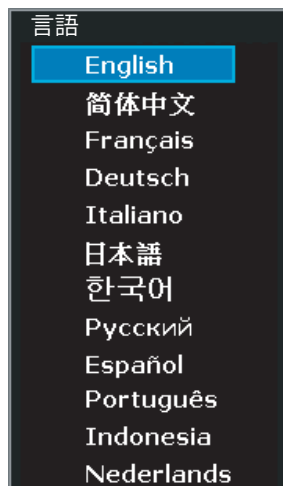 言語
English
简体中文
Français
Deutsch
Italiano
日本語
한국어
Русский
Español
Português
Indonesia
Nederlands